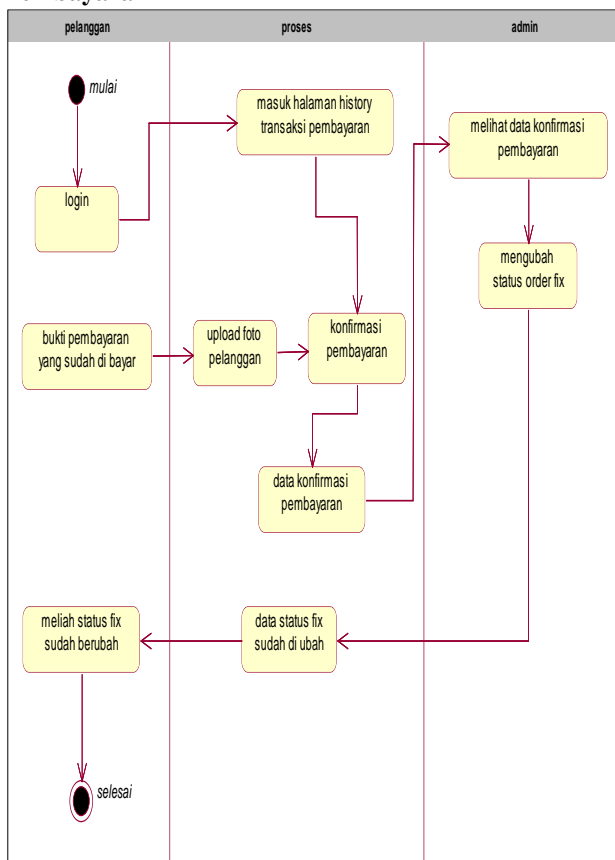 pelanggan
proses
admin
mulai
masuk halaman history
transaksi pembayaran
melihat data konfirmasi
pembayaran
login
mengubah
status order fix
bukti pembayaran
yang sudah di bayar
upload foto
pelanggan
konfirmasi
pembayaran
data konfirmasi
pembayaran
meliah status fix
sudah berubah
data status fix
sudah di ubah
selesai